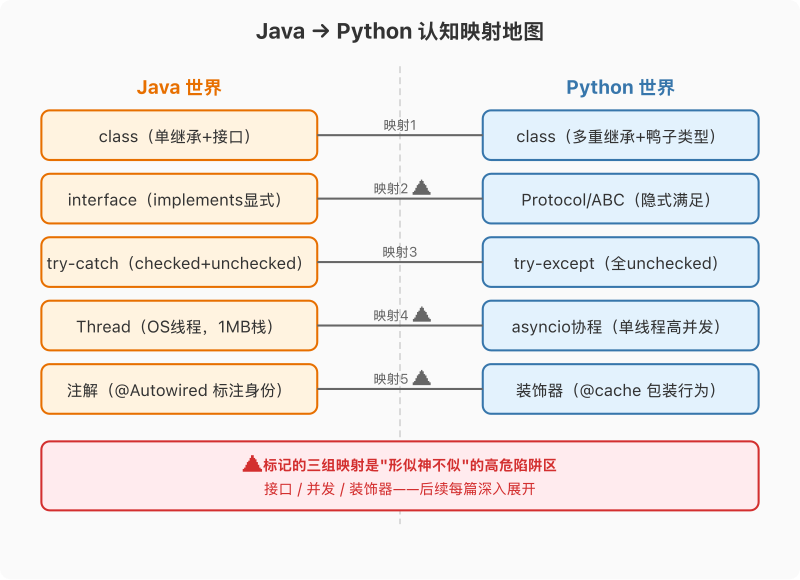 Java → Python 认知映射地图
Java 世界
Python 世界
class（单继承+接口）
映射1
class（多重继承+鸭子类型）
interface（implements显式）
映射2
Protocol/ABC（隐式满足）
try-catch（checked+unchecked）
映射3
try-except（全unchecked）
Thread（OS线程，1MB栈）
映射4
asyncio协程（单线程高并发）
注解（@Autowired 标注身份）
映射5
装饰器（@cache 包装行为）
标记的三组映射是"形似神不似"的高危陷阱区
接口 / 并发 / 装饰器——后续每篇深入展开